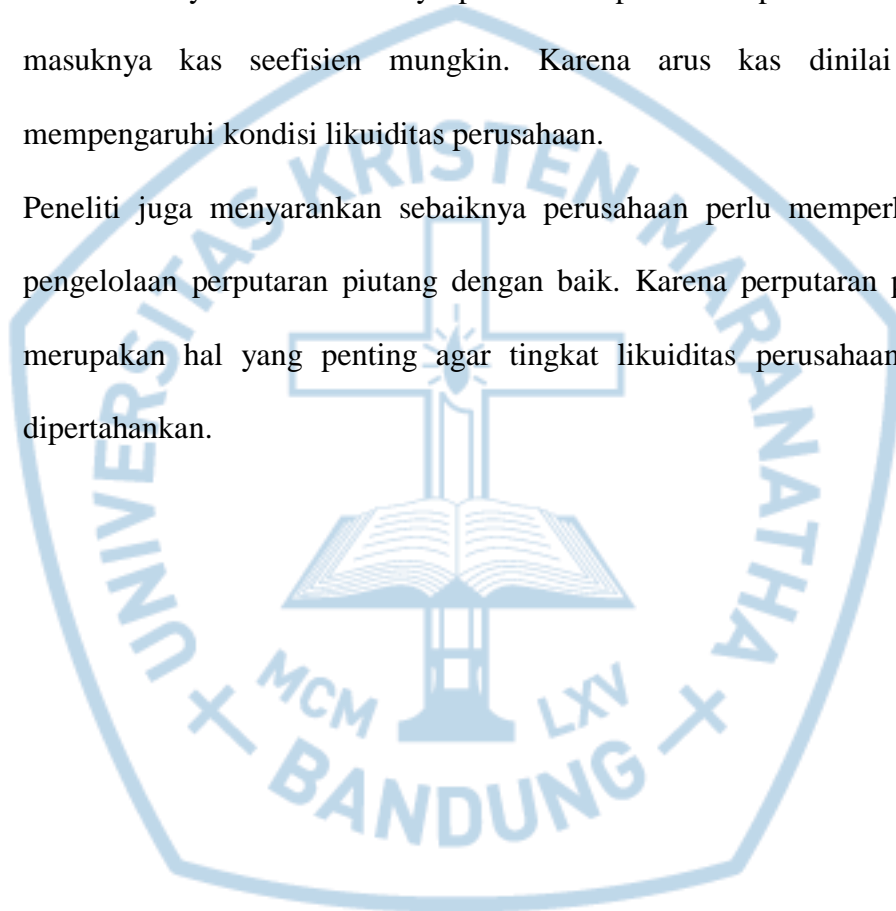 masuknya kas seefisien mungkin. Karena arus kas dinilai
mempengaruhi kondisi likuiditas perusahaan.
Peneliti juga menyarankan sebaiknya perusahaan perlu
pengelolaan perputaran piutang dengan baik. Karena perputaran
merupakan hal yang penting agar tingkat likuiditas perusahaan
dipertahankan.
UNIVERSITAS KRISTEN MARANATHA
MCM LXV
BANDUNG